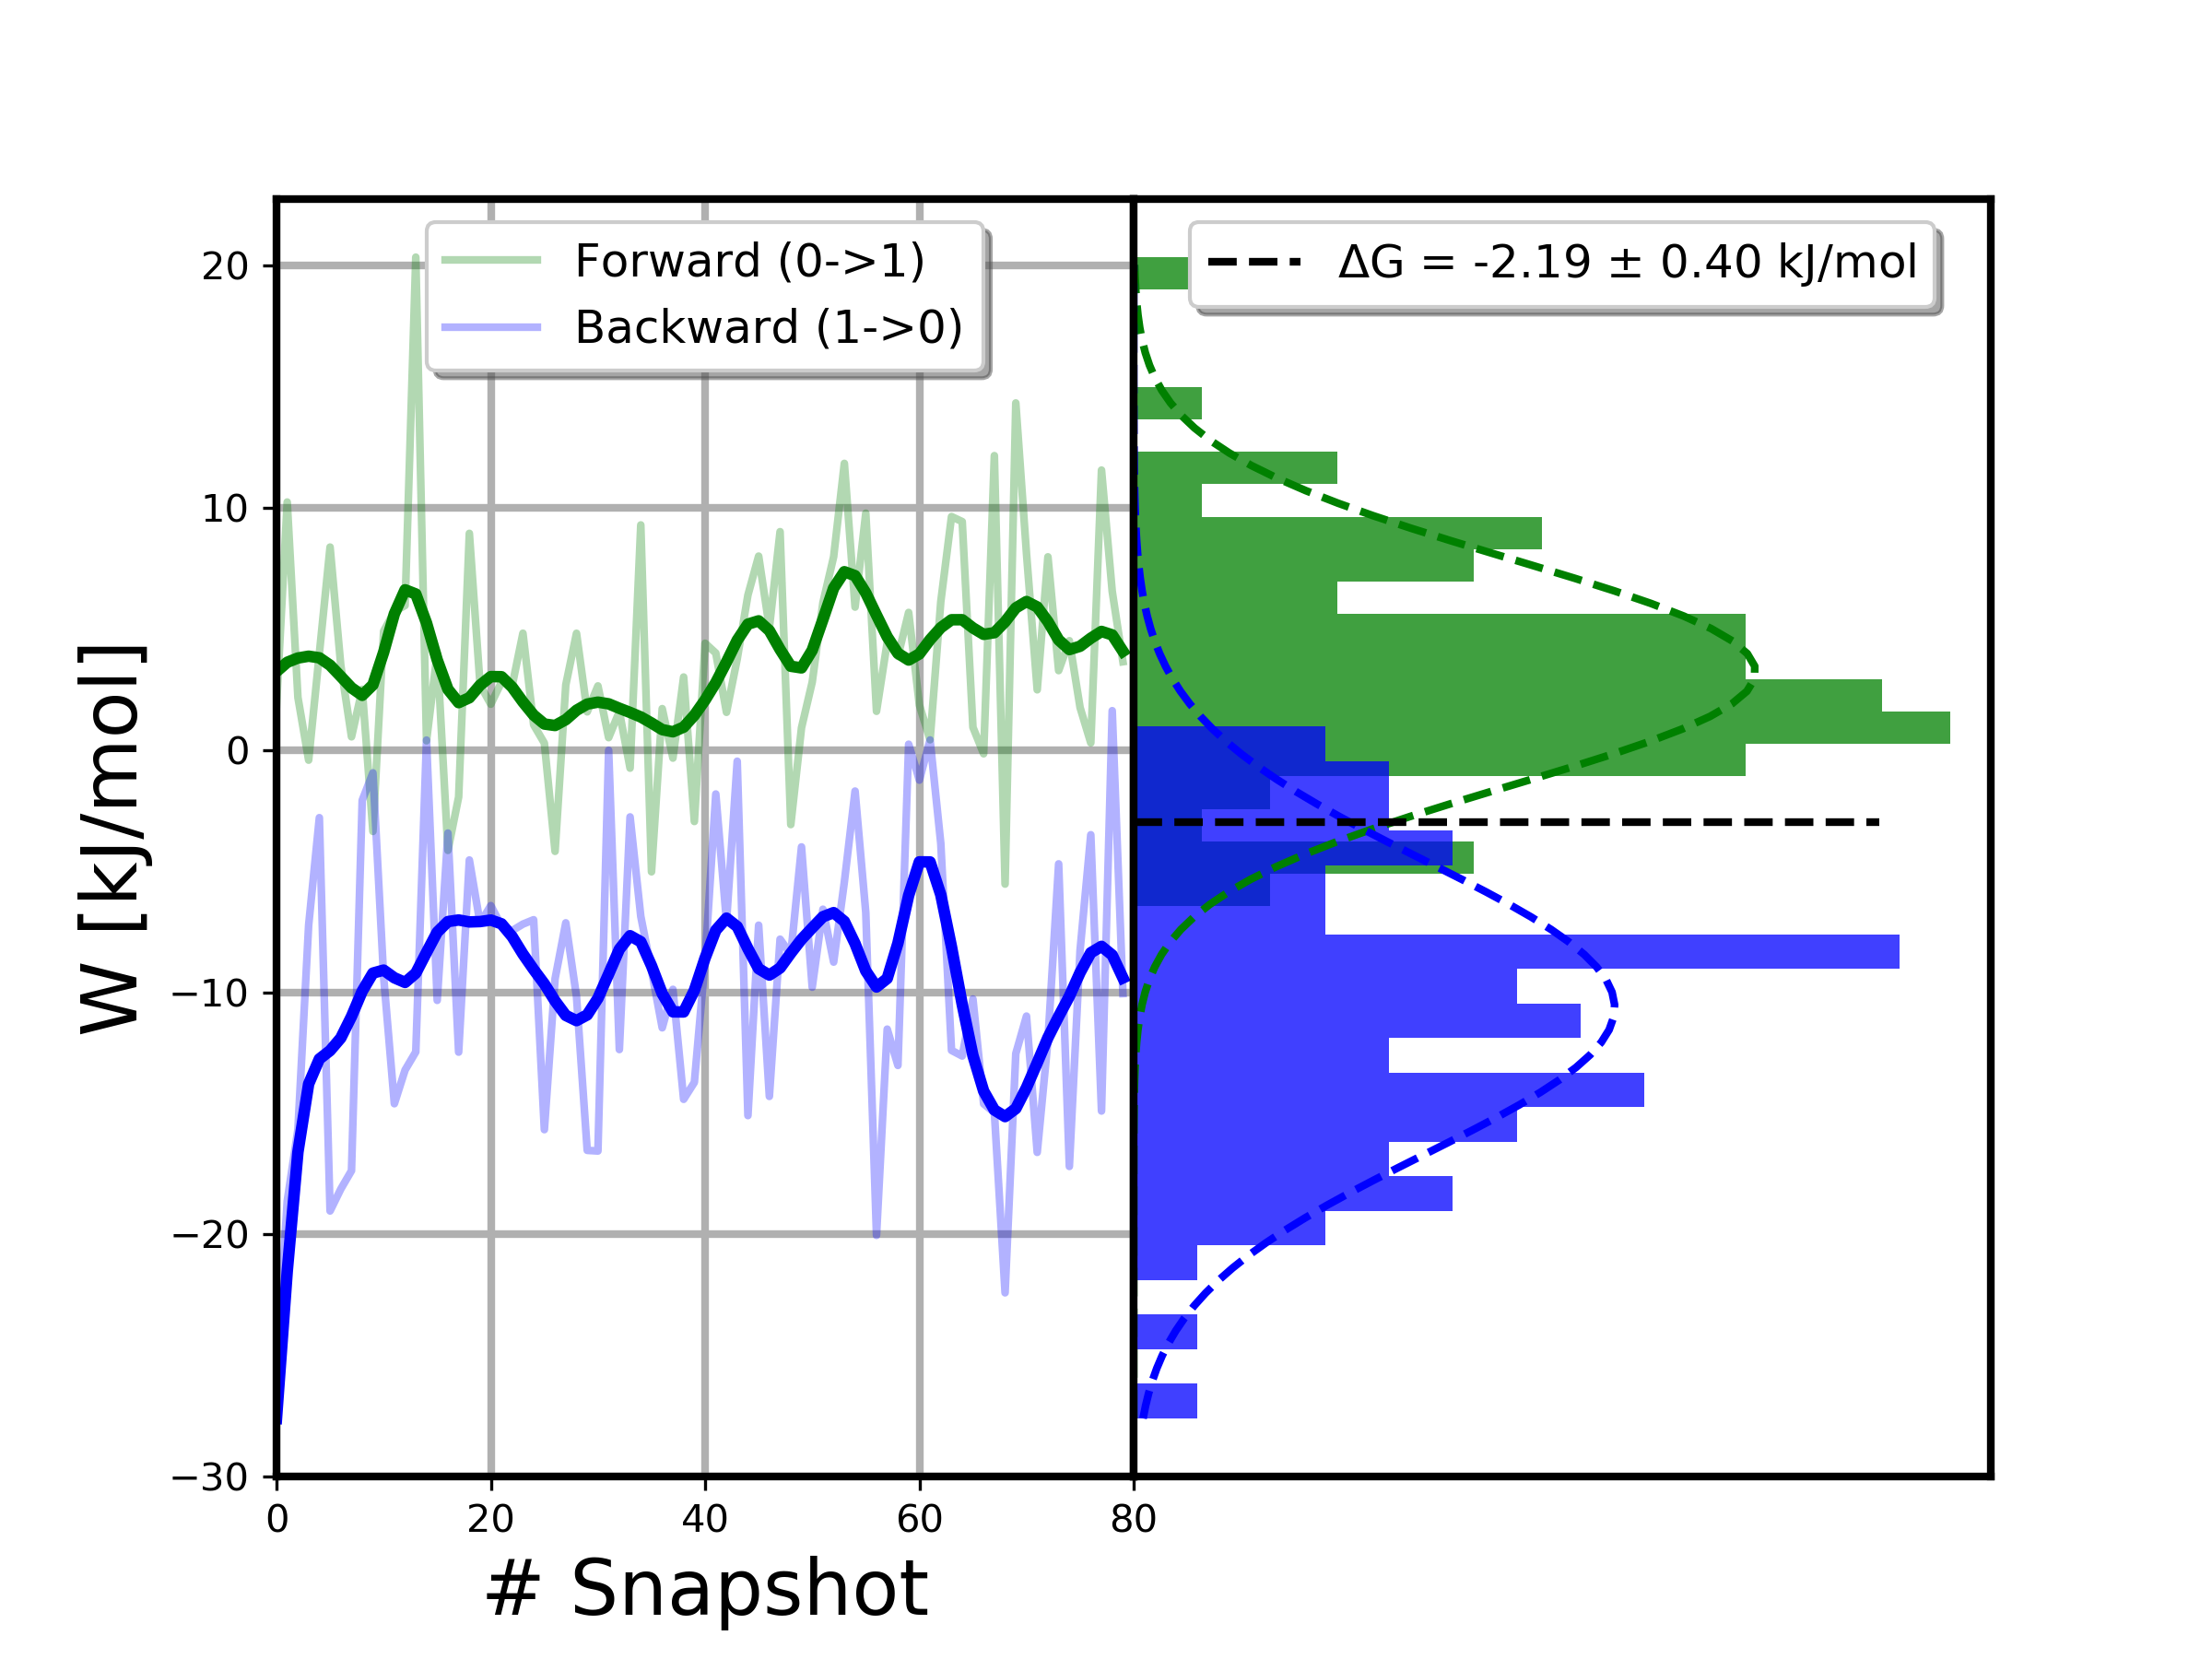 Forward (0->1)
Backward (1->0)
ΔG = -2.19 ± 0.40 kJ/mol
W [kJ/mol]
20
10
0
−10
−20
−30
0 20 40 60 80
# Snapshot